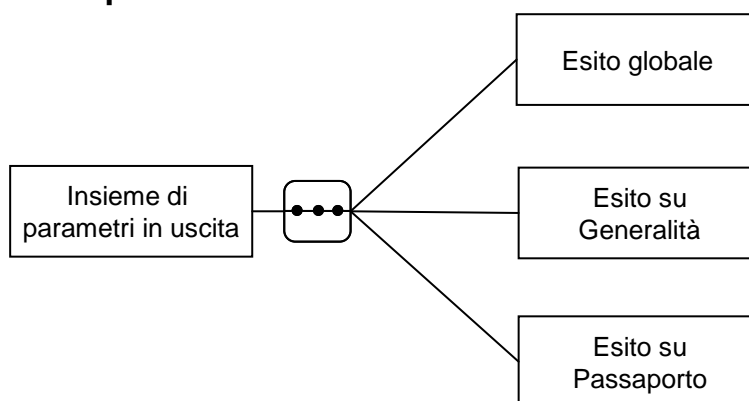 Esito globale
Insieme di
parametri in uscita
Esito su
Generalità
Esito su
Passaporto